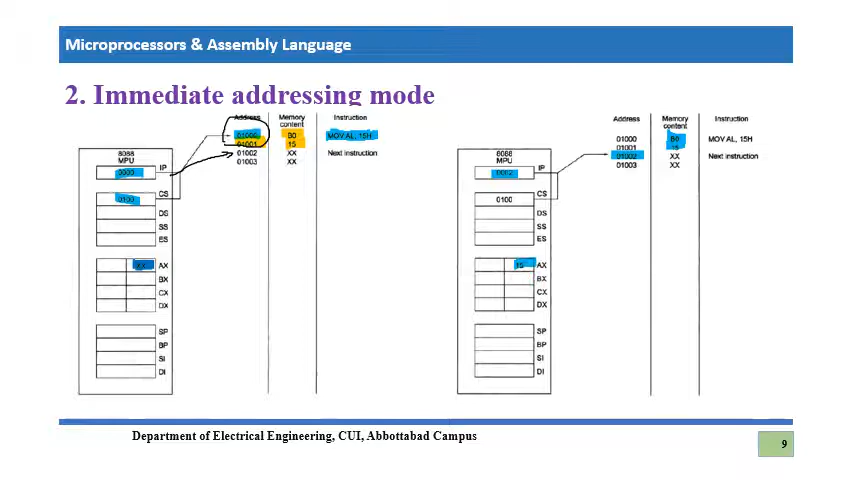 Microprocessors & Assembly Language
2. Immediate addressing mode
Address Memory content Instruction
01000 B0 MOV AL, 15H
01001 15
01002 XX Next instruction
01003 XX
8088
MPU
0000 IP
0100 CS
DS
SS
ES
XX AX
BX
CX
DX
SP
BP
SI
DI
Address Memory content Instruction
01000 B0 MOV AL, 15H
01001 15
01002 XX Next instruction
01003 XX
8088
MPU
0002 IP
0100 CS
DS
SS
ES
15 AX
BX
CX
DX
SP
BP
SI
DI
Department of Electrical Engineering, CUI, Abbottabad Campus
9